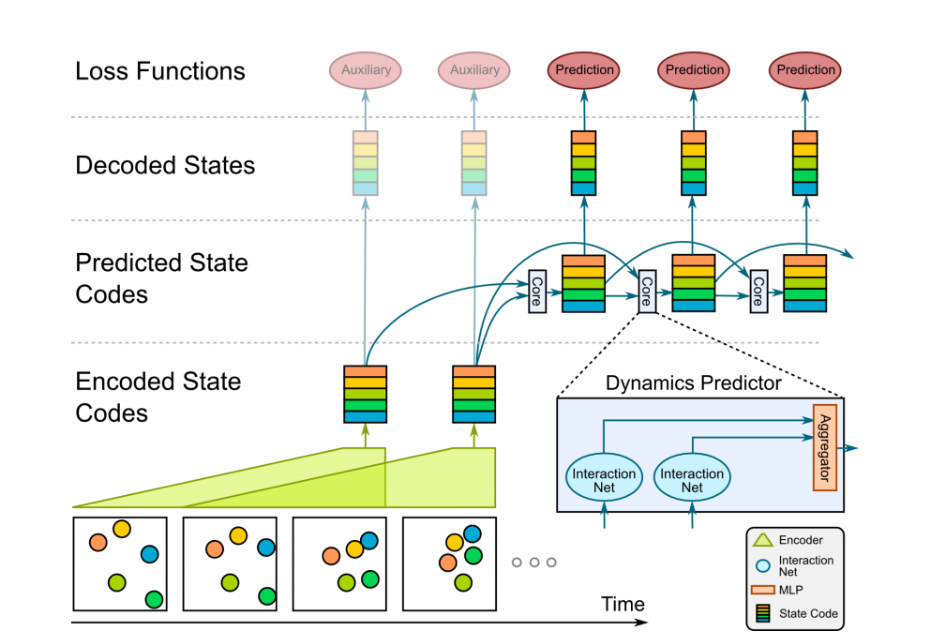 Loss Functions
Auxiliary
Auxiliary
Prediction
Prediction
Prediction
Decoded States
Predicted State
Codes
Core
Core
Core
Encoded State
Codes
Dynamics Predictor
Interaction
Net
Interaction
Net
Aggregator
Time
Encoder
Interaction
Net
MLP
State Code